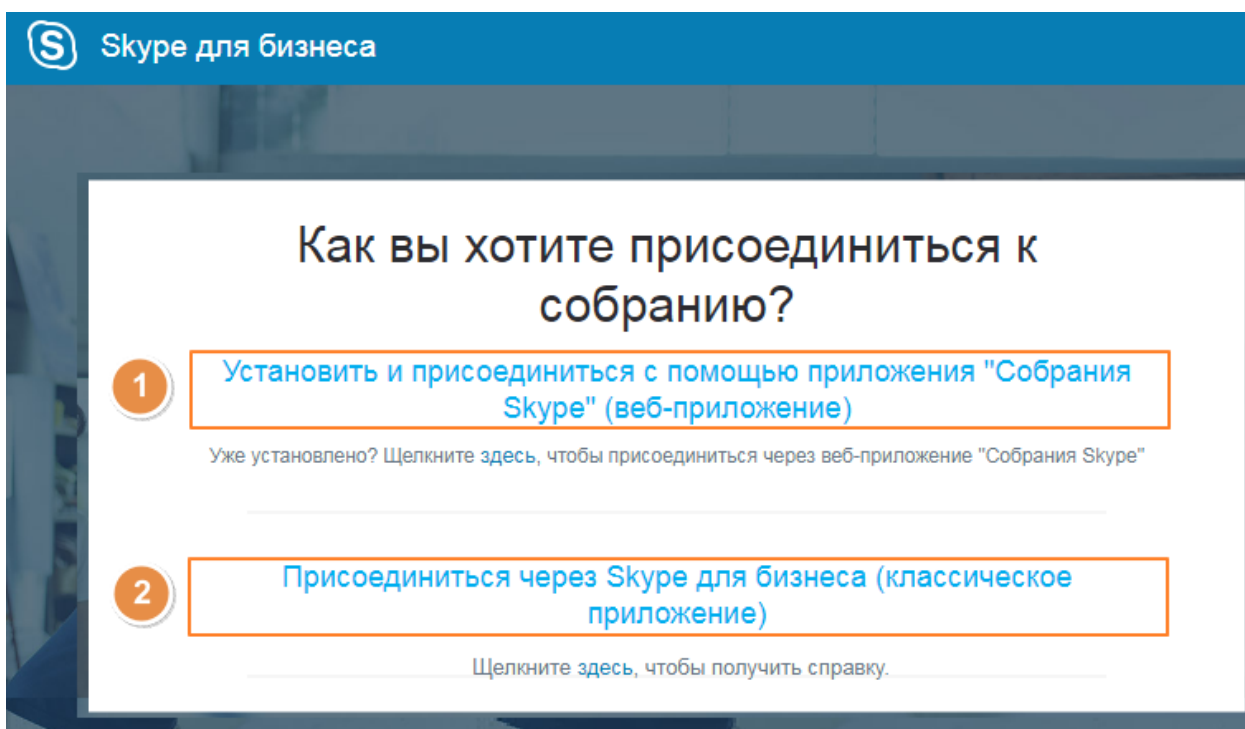 Skype для бизнеса
Как вы хотите присоединиться к
собранию?
1
Установить и присоединиться с помощью приложения "Собрания
Skype" (веб-приложение)
Уже установлено? Щелкните здесь, чтобы присоединиться через веб-приложение "Собрания Skype"
2
Присоединиться через Skype для бизнеса (классическое
приложение)
Щелкните здесь, чтобы получить справку.